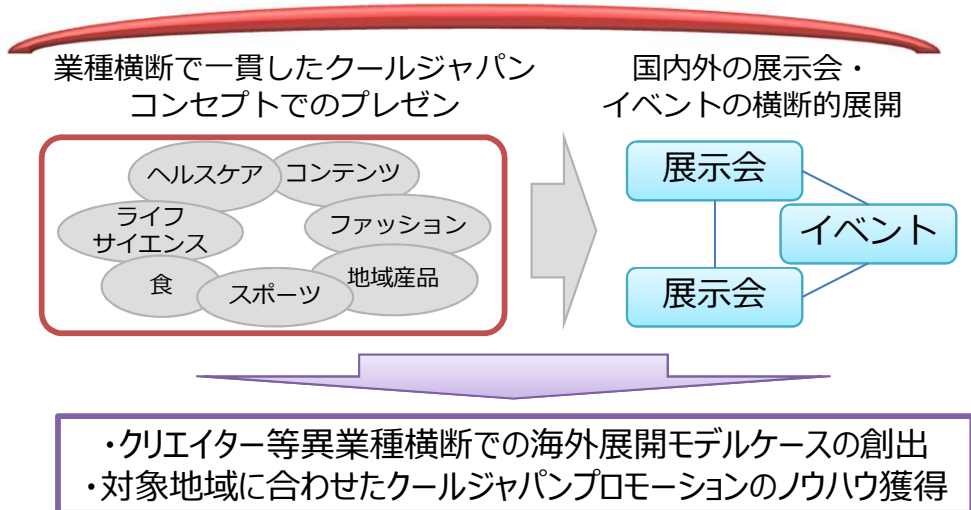 業種横断で一貫したクールジャパン
コンセプトでのプレゼン
国内外の展示会・
イベントの横断的展開
ヘルスケア
コンテンツ
ライフ
サイエンス
ファッション
食
スポーツ
地域産品
展示会
イベント
展示会
・クリエイター等異業種横断での海外展開モデルケースの創出
・対象地域に合わせたクールジャパンプロモーションのノウハウ獲得